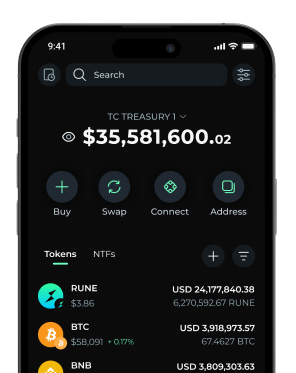 9:41
Search
TC TREASURY 1
$35,581,600.02
Buy Swap Connect Address
Tokens NTFs
RUNE USD 24,177,840.38
$3.86 6,270,592.67 RUNE
BTC USD 3,918,973.57
$58,091 + 0.17% 67.4627 BTC
BNB USD 3,809,303.63